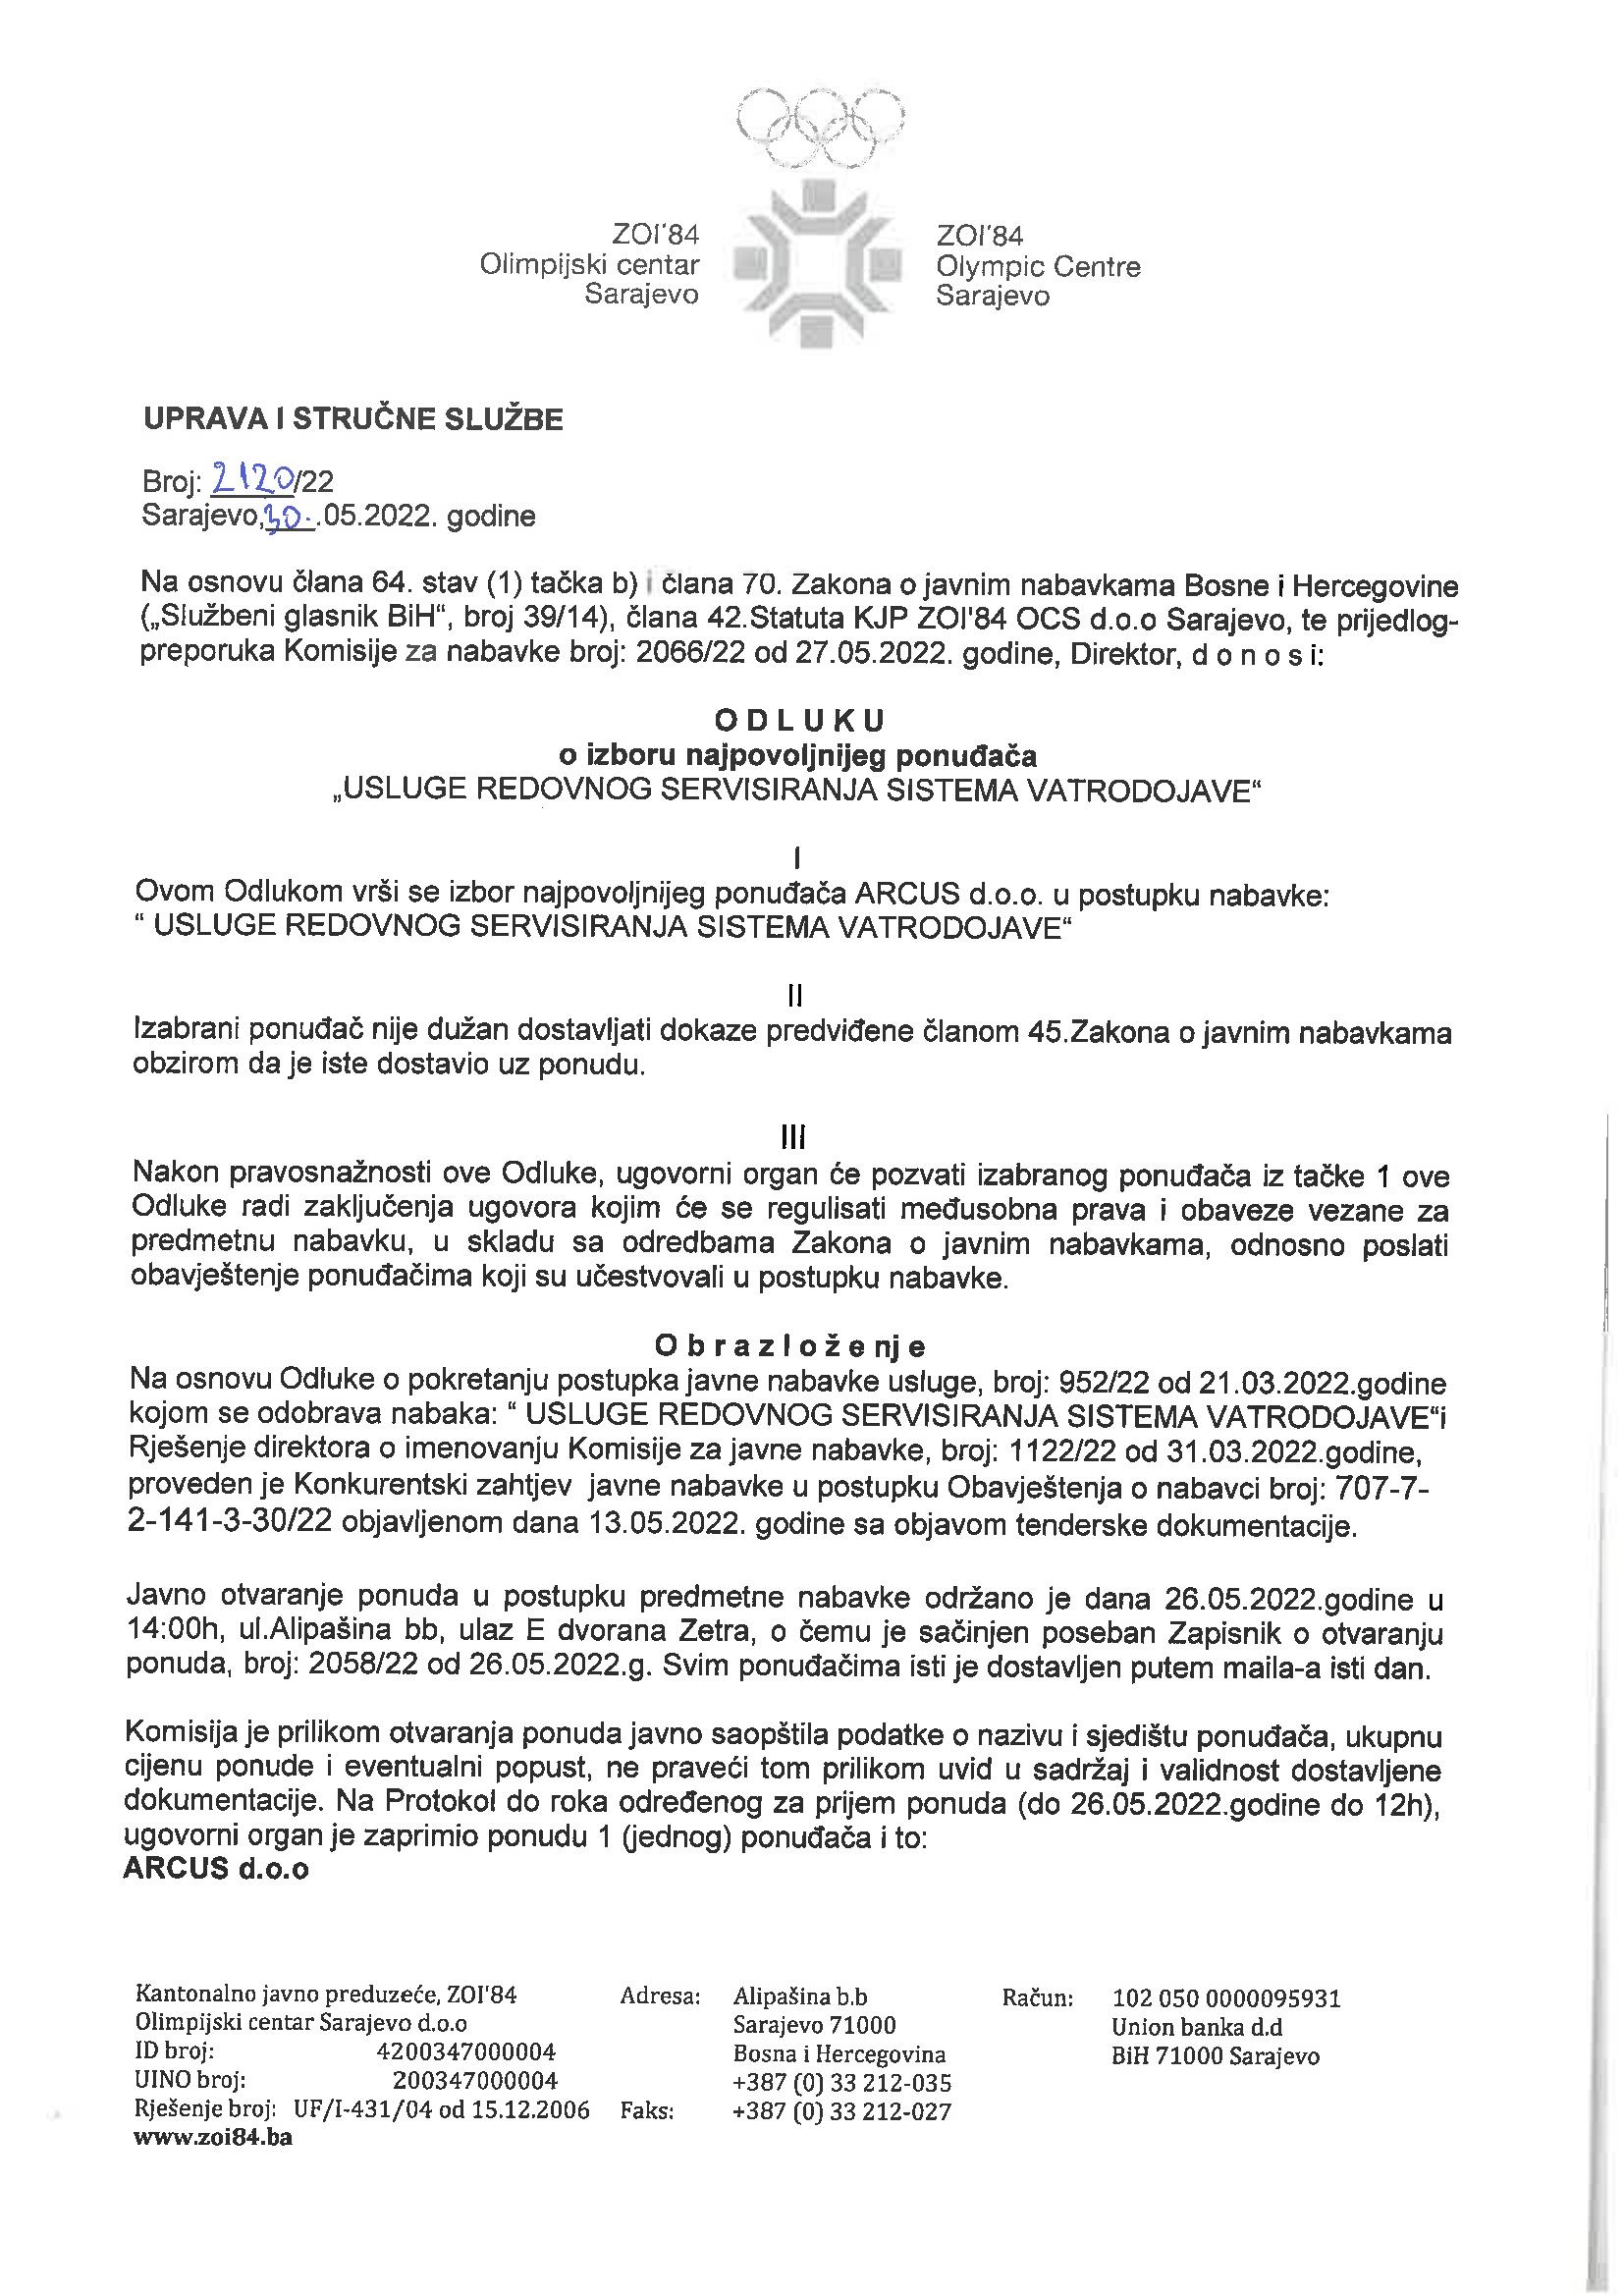 ZOI'84
Olimpijski centar
Sarajevo
ZOI'84
Olympic Centre
Sarajevo
UPRAVA I STRUČNE SLUŽBE
Broj: 2120/22
Sarajevo,30..05.2022. godine
Na osnovu člana 64. stav (1) tačka b) i člana 70. Zakona o javnim nabavkama Bosne i Hercegovine
(„Službeni glasnik BiH“, broj 39/14), člana 42.Statuta KJP ZOI'84 OCS d.o.o Sarajevo, te prijedlog-
preporuka Komisije za nabavke broj: 2066/22 od 27.05.2022. godine, Direktor, d o n o s i:
O D L U K U
o izboru najpovoljnijeg ponuđača
„USLUGE REDOVNOG SERVISIRANJA SISTEMA VATRODOJAVE“
I
Ovom Odlukom vrši se izbor najpovoljnijeg ponuđača ARCUS d.o.o. u postupku nabavke:
“ USLUGE REDOVNOG SERVISIRANJA SISTEMA VATRODOJAVE“
II
Izabrani ponuđač nije dužan dostavljati dokaze predviđene članom 45.Zakona o javnim nabavkama
obzirom da je iste dostavio uz ponudu.
III
Nakon pravosnažnosti ove Odluke, ugovorni organ će pozvati izabranog ponuđača iz tačke 1 ove
Odluke radi zaključenja ugovora kojim će se regulisati međusobna prava i obaveze vezane za
predmetnu nabavku, u skladu sa odredbama Zakona o javnim nabavkama, odnosno poslati
obavještenje ponuđačima koji su učestvovali u postupku nabavke.
O b r a z l o ž e nj e
Na osnovu Odluke o pokretanju postupka javne nabavke usluge, broj: 952/22 od 21.03.2022.godine
kojom se odobrava nabaka: “ USLUGE REDOVNOG SERVISIRANJA SISTEMA VATRODOJAVE“i
Rješenje direktora o imenovanju Komisije za javne nabavke, broj: 1122/22 od 31.03.2022.godine,
proveden je Konkurentski zahtjev javne nabavke u postupku Obavještenja o nabavci broj: 707-7-
2-141-3-30/22 objavljenom dana 13.05.2022. godine sa objavom tenderske dokumentacije.
Javno otvaranje ponuda u postupku predmetne nabavke održano je dana 26.05.2022.godine u
14:00h, ul.Alipašina bb, ulaz E dvorana Zetra, o čemu je sačinjen poseban Zapisnik o otvaranju
ponuda, broj: 2058/22 od 26.05.2022.g. Svim ponuđačima isti je dostavljen putem maila-a isti dan.
Komisija je prilikom otvaranja ponuda javno saopštila podatke o nazivu i sjedištu ponuđača, ukupnu
cijenu ponude i eventualni popust, ne praveći tom prilikom uvid u sadržaj i validnost dostavljene
dokumentacije. Na Protokol do roka određenog za prijem ponuda (do 26.05.2022.godine do 12h),
ugovorni organ je zaprimio ponudu 1 (jednog) ponuđača i to:
ARCUS d.o.o
Kantonalno javno preduzeće, ZOI'84
Olimpijski centar Sarajevo d.o.o
ID broj: 4200347000004
UINO broj: 200347000004
Rješenje broj: UF/I-431/04 od 15.12.2006
www.zoi84.ba
Adresa: Alipašina b.b
Sarajevo 71000
Bosna i Hercegovina
+387 (0) 33 212-035
Faks: +387 (0) 33 212-027
Račun: 102 050 0000095931
Union banka d.d
BiH 71000 Sarajevo